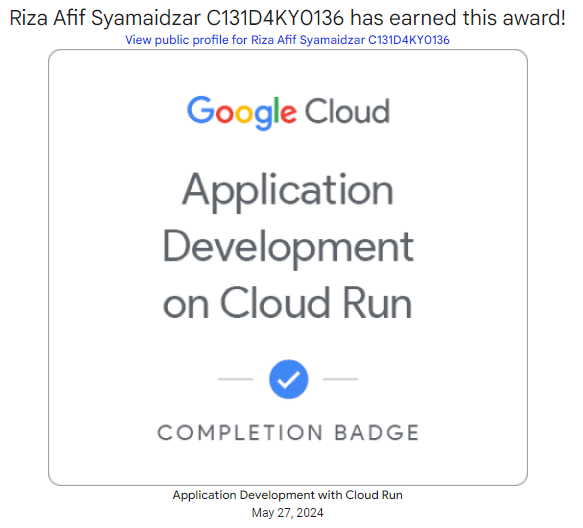 Riza Afif Syamaidzar C131D4KY0136 has earned this award!
View public profile for Riza Afif Syamaidzar C131D4KY0136
Google Cloud
Application
Development
on Cloud Run
COMPLETION BADGE
Application Development with Cloud Run
May 27, 2024